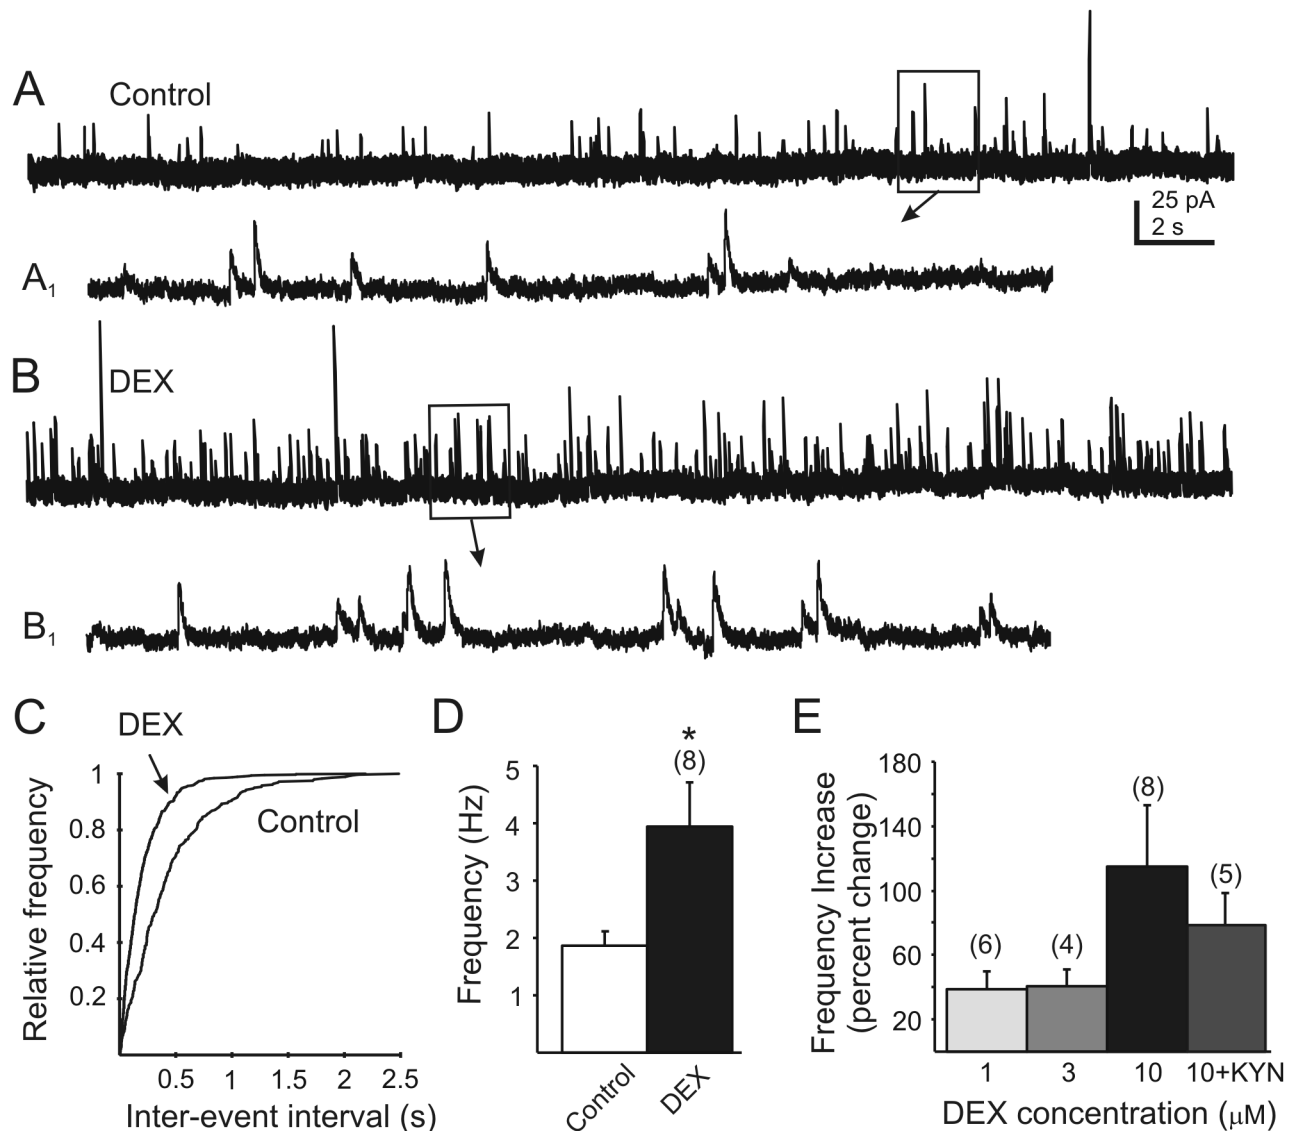 A
Control
25 pA
2 s
A1
B
DEX
B1
C
DEX
Control
Relative frequency
1
0.8
0.6
0.4
0.2
0.5 1 1.5 2 2.5
Inter-event interval (s)
D
*
(8)
Frequency (Hz)
5
4
3
2
1
Control
DEX
E
Frequency Increase
(percent change)
180
140
100
60
20
(6)
(4)
(8)
(5)
1 3 10 10+KYN
DEX concentration (μM)